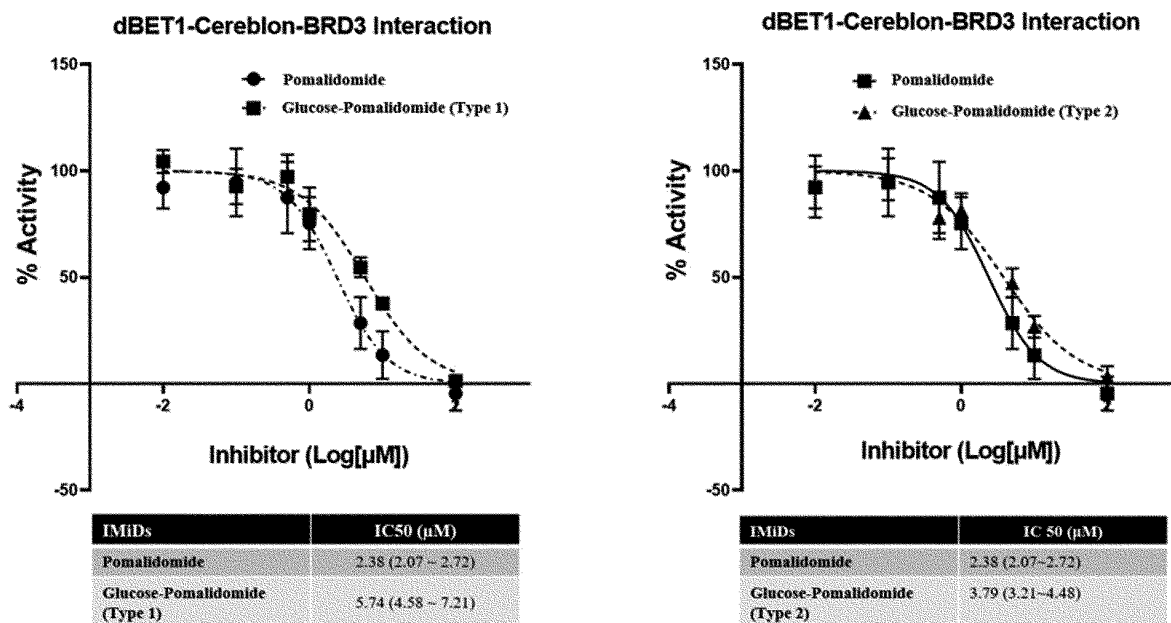 dBET1-Cereblon-BRD3 Interaction
150
Pomalidomide
Glucose-Pomalidomide (Type 1)
100
% Activity
50
-4
-2
0
2
Inhibitor (Log[µM])
-50
IMiDs IC50 (µM)
Pomalidomide 2.38 (2.07 ~ 2.72)
Glucose-Pomalidomide
(Type 1) 5.74 (4.58 ~ 7.21)
dBET1-Cereblon-BRD3 Interaction
150
Pomalidomide
Glucose-Pomalidomide (Type 2)
100
% Activity
50
-4
-2
0
2
Inhibitor (Log[µM])
-50
IMiDs IC 50 (µM)
Pomalidomide 2.38 (2.07~2.72)
Glucose-Pomalidomide 3.79 (3.21~4.48)
(Type 2)